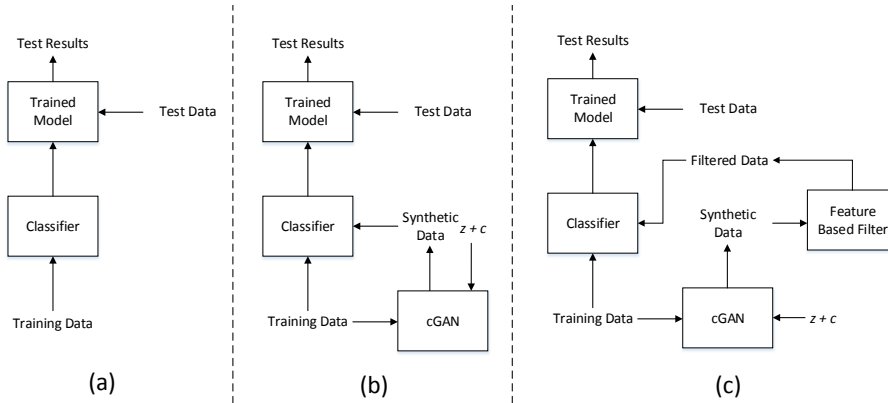 Test Results
Trained
Model
Test Data
Classifier
Training Data
(a)
Test Results
Trained
Model
Test Data
Classifier
Synthetic
Data
z + c
Training Data
cGAN
(b)
Test Results
Trained
Model
Test Data
Filtered Data
Classifier
Synthetic
Data
Feature
Based Filter
Training Data
cGAN
z + c
(c)